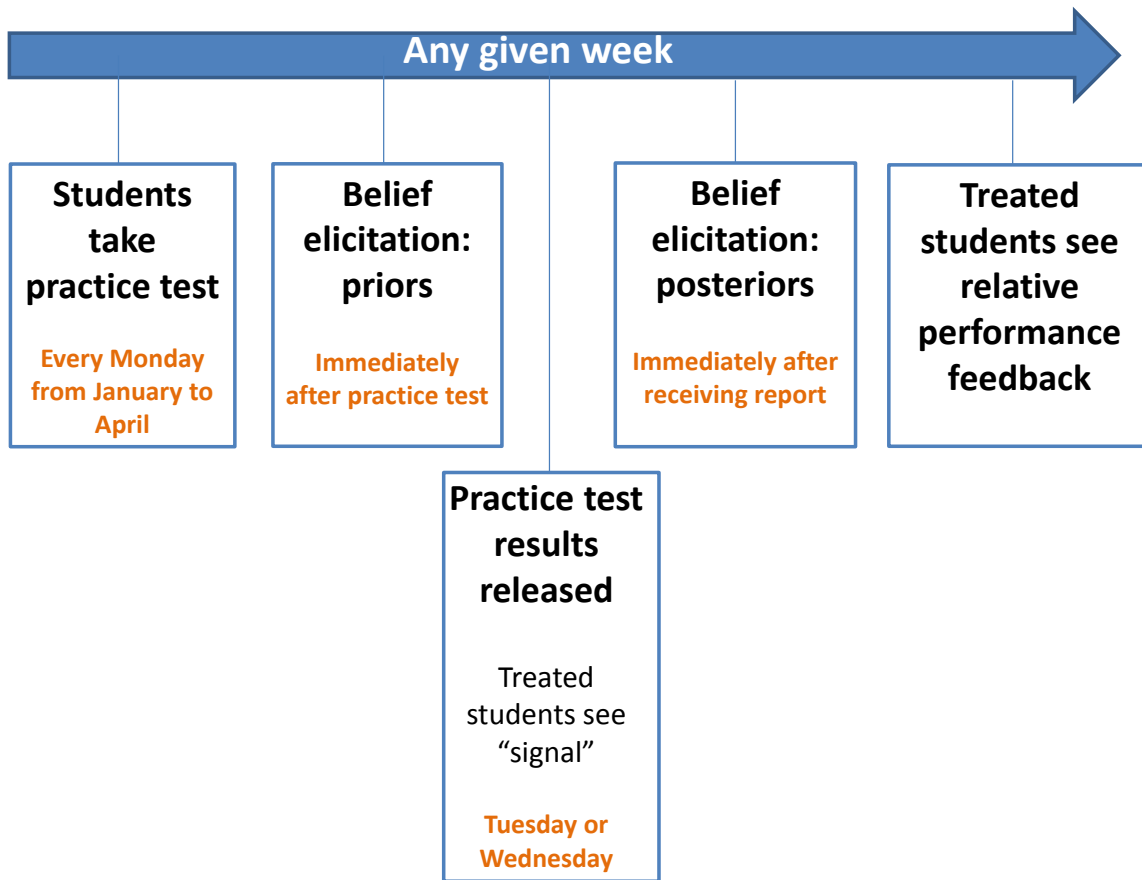 Any given week
Students
take
practice test
Every Monday
from January to
April
Belief
elicitation:
priors
Immediately
after practice test
Practice test
results
released
Treated
students see
“signal”
Tuesday or
Wednesday
Belief
elicitation:
posteriors
Immediately after
receiving report
Treated
students see
relative
performance
feedback